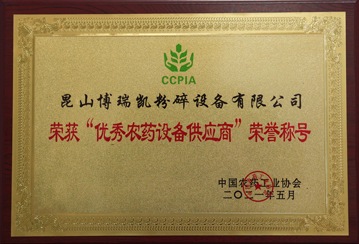 CCPIA
昆山博瑞凯粉碎设备有限公司
荣获“优秀农药设备供应商”荣誉称号
中国农药工业协会
二〇二一年五月